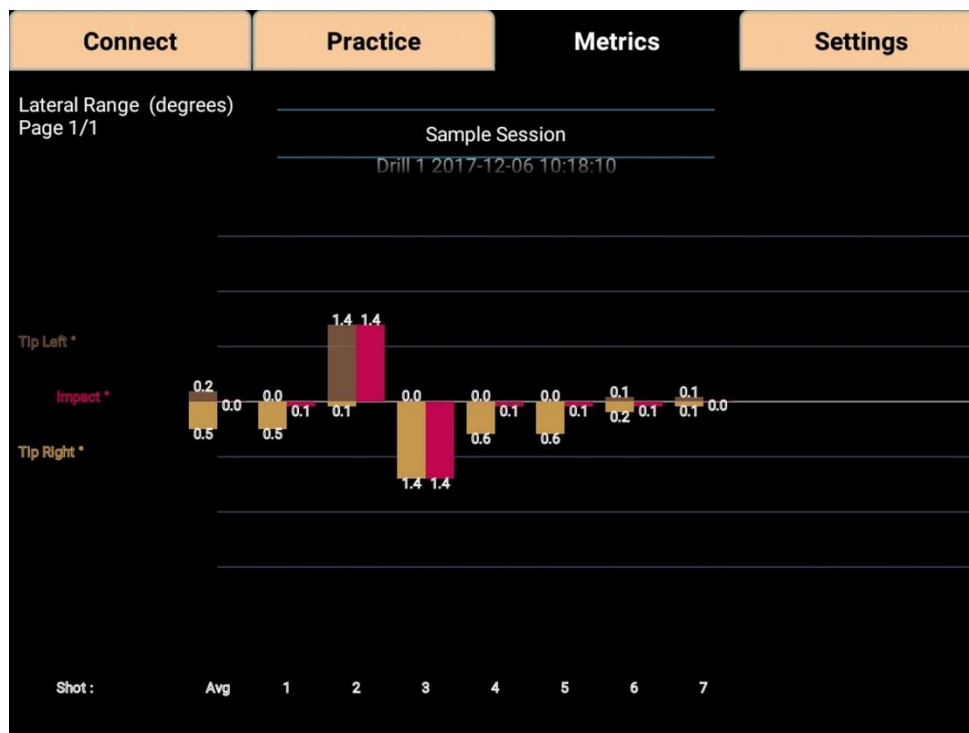 Connect Practice Metrics Settings
Lateral Range (degrees)
Page 1/1
Sample Session
Drill 1 2017-12-06 10:18:10
1.4 1.4
Tip Left °
0.2 0.0 0.0 0.0 0.0 0.1 0.1
Impact °
0.0 0.1 0.1 0.1 0.1 0.1 0.2 0.1 0.1 0.0
0.5 0.5 0.6 0.6
Tip Right °
1.4 1.4
Shot : Avg 1 2 3 4 5 6 7